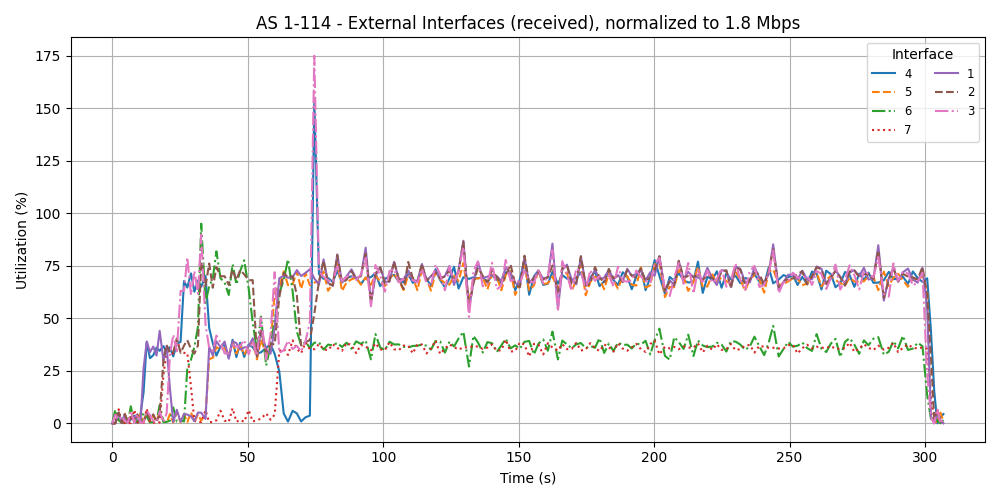 AS 1-114 - External Interfaces (received), normalized to 1.8 Mbps
Utilization (%)
175
150
125
100
75
50
25
0
Interface
4 1
5 2
6 3
7
0 50 100 150 200 250 300
Time (s)